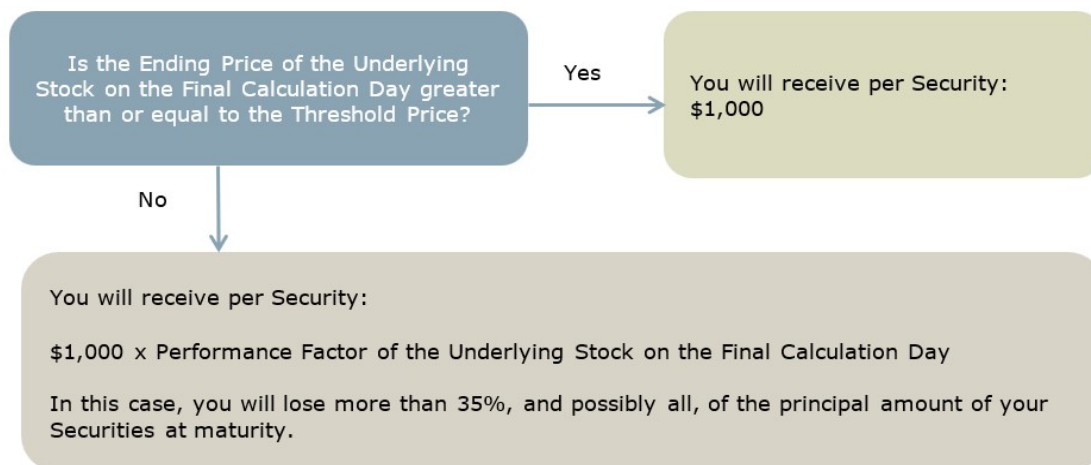 Is the Ending Price of the Underlying
Stock on the Final Calculation Day greater
than or equal to the Threshold Price?
Yes
You will receive per Security:
$1,000
No
You will receive per Security:
$1,000 x Performance Factor of the Underlying Stock on the Final Calculation Day
In this case, you will lose more than 35%, and possibly all, of the principal amount of your
Securities at maturity.